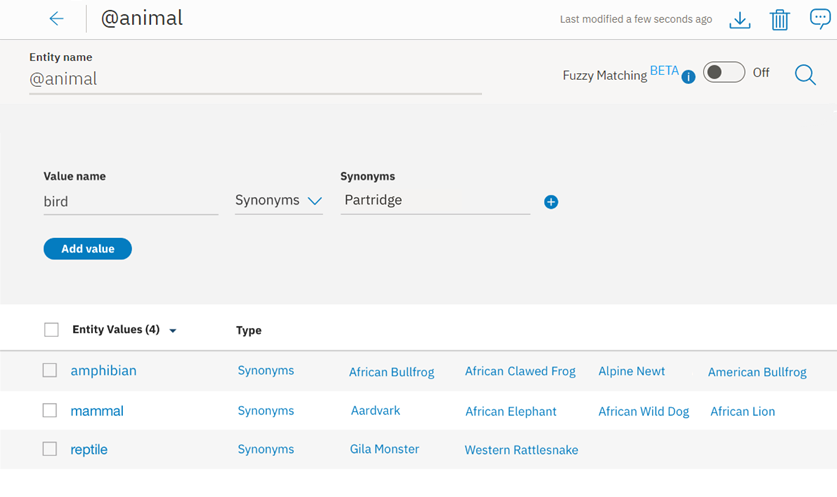 @animal
Last modified a few seconds ago
Entity name
@animal
Fuzzy Matching BETA i Off
Value name Synonyms
bird Synonyms Partridge
Add value
Entity Values (4) Type
amphibian Synonyms African Bullfrog African Clawed Frog Alpine Newt American Bullfrog
mammal Synonyms Aardvark African Elephant African Wild Dog African Lion
reptile Synonyms Gila Monster Western Rattlesnake